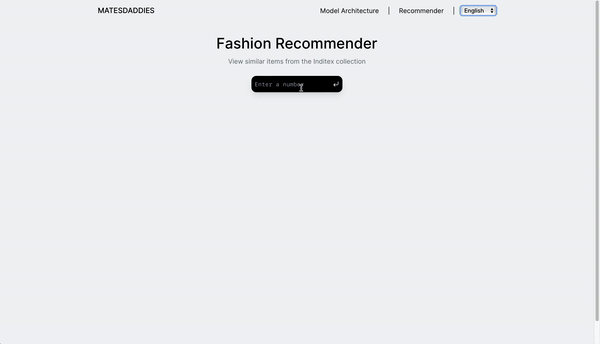 MATESDADDIES
Model Architecture | Recommender | English
Fashion Recommender
View similar items from the Inditex collection
Enter a number